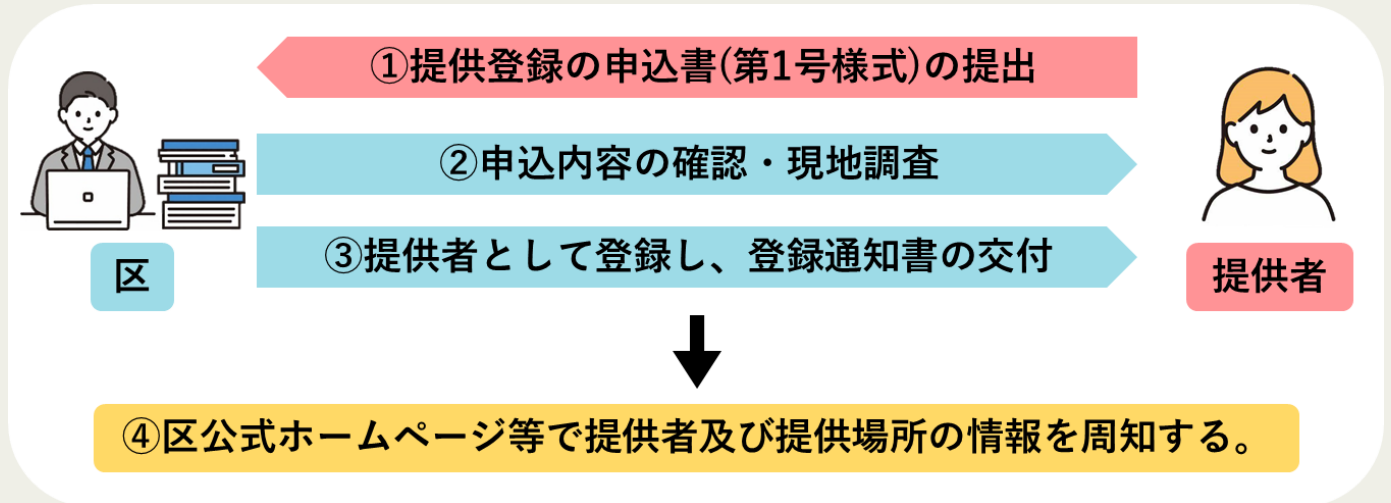 ①提供登録の申込書(第1号様式)の提出
②申込内容の確認・現地調査
③提供者として登録し、登録通知書の交付
区
提供者
④区公式ホームページ等で提供者及び提供場所の情報を周知する。